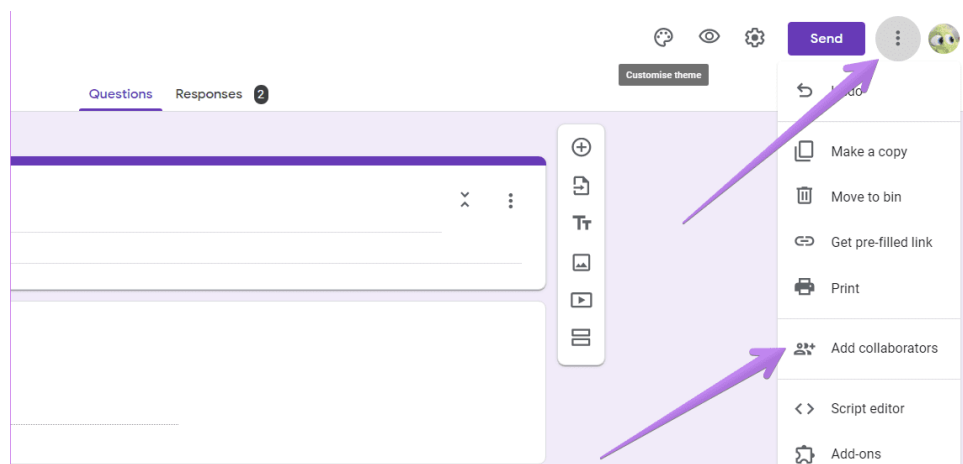 Send
Customise theme
Questions Responses 2
Undo
Make a copy
Move to bin
Get pre-filled link
Print
Add collaborators
Script editor
Add-ons